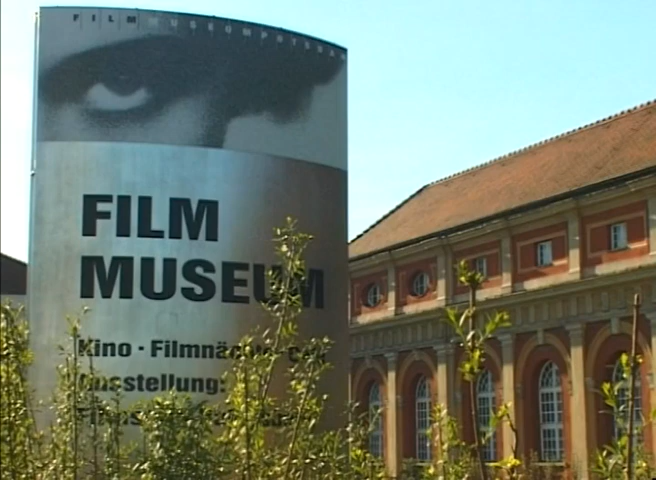 FILMMUSEUMPOTSDAM
FILM
MUSEUM
Kino · Filmnächte ·
Ausstellung: